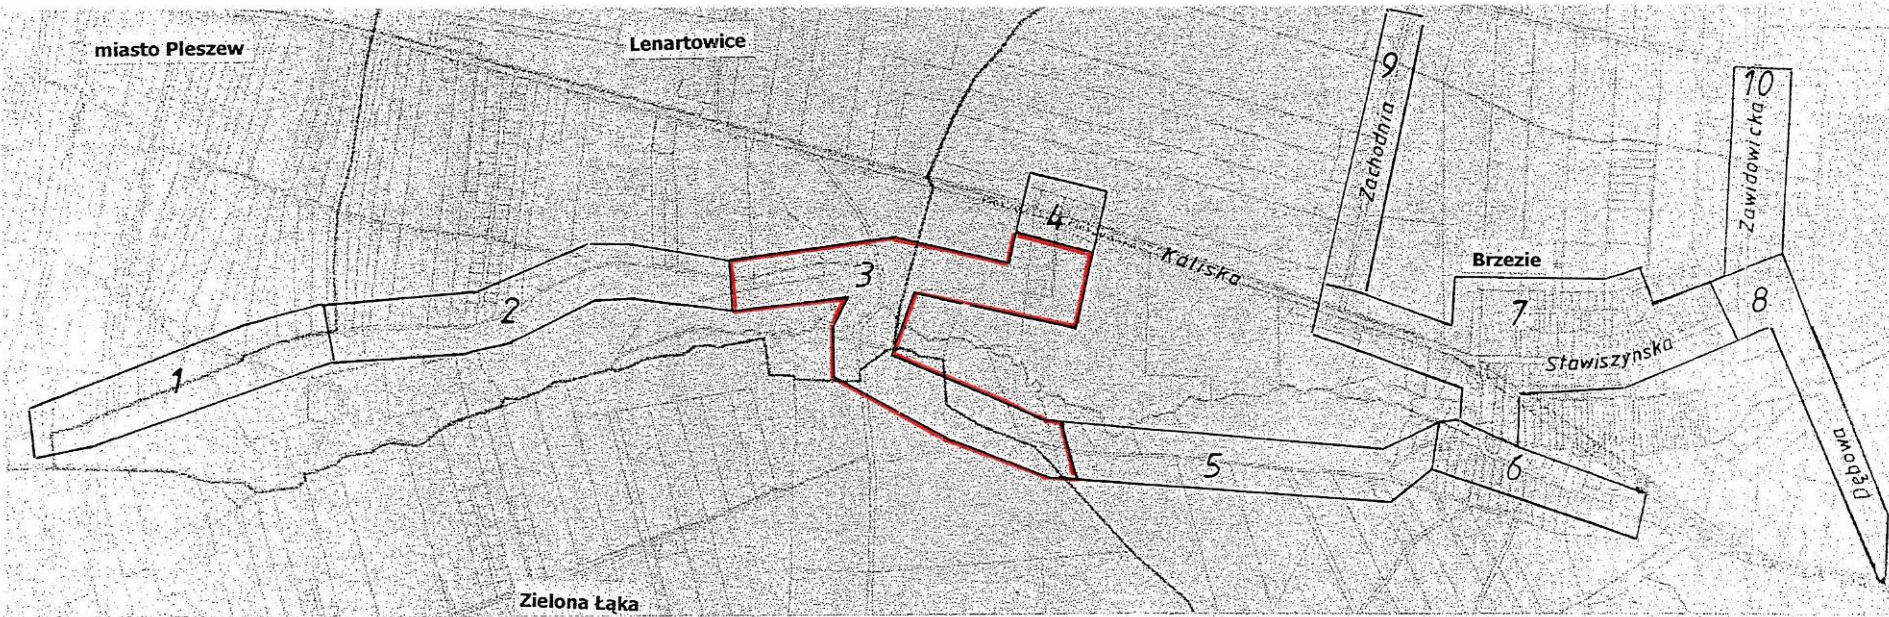 miasto Pleszew
Lenartowice
9
Zachodnia
10
Zawidowicka
4
Kaliska
Brzezie
3
2
7
8
Stawiszyńska
1
5
6
Dębowa
Zielona Łąka